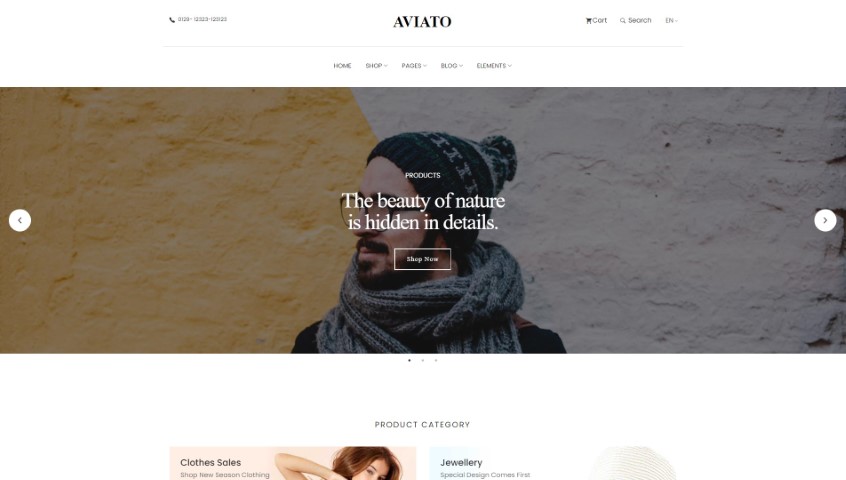 0129- 12323-123123
AVIATO
Cart
Search
EN
HOME
SHOP
PAGES
BLOG
ELEMENTS
PRODUCTS
The beauty of nature
is hidden in details.
Shop Now
PRODUCT CATEGORY
Clothes Sales
Shop New Season Clothing
Jewellery
Special Design Comes First